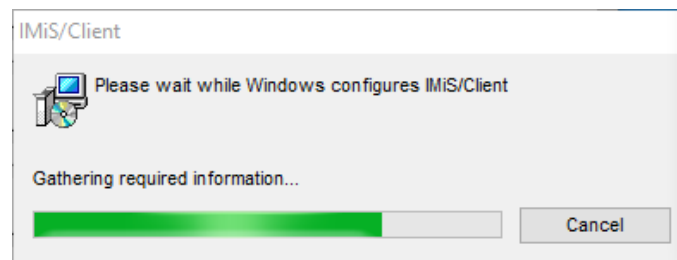 IMiS/Client
Please wait while Windows configures IMiS/Client
Gathering required information...
Cancel